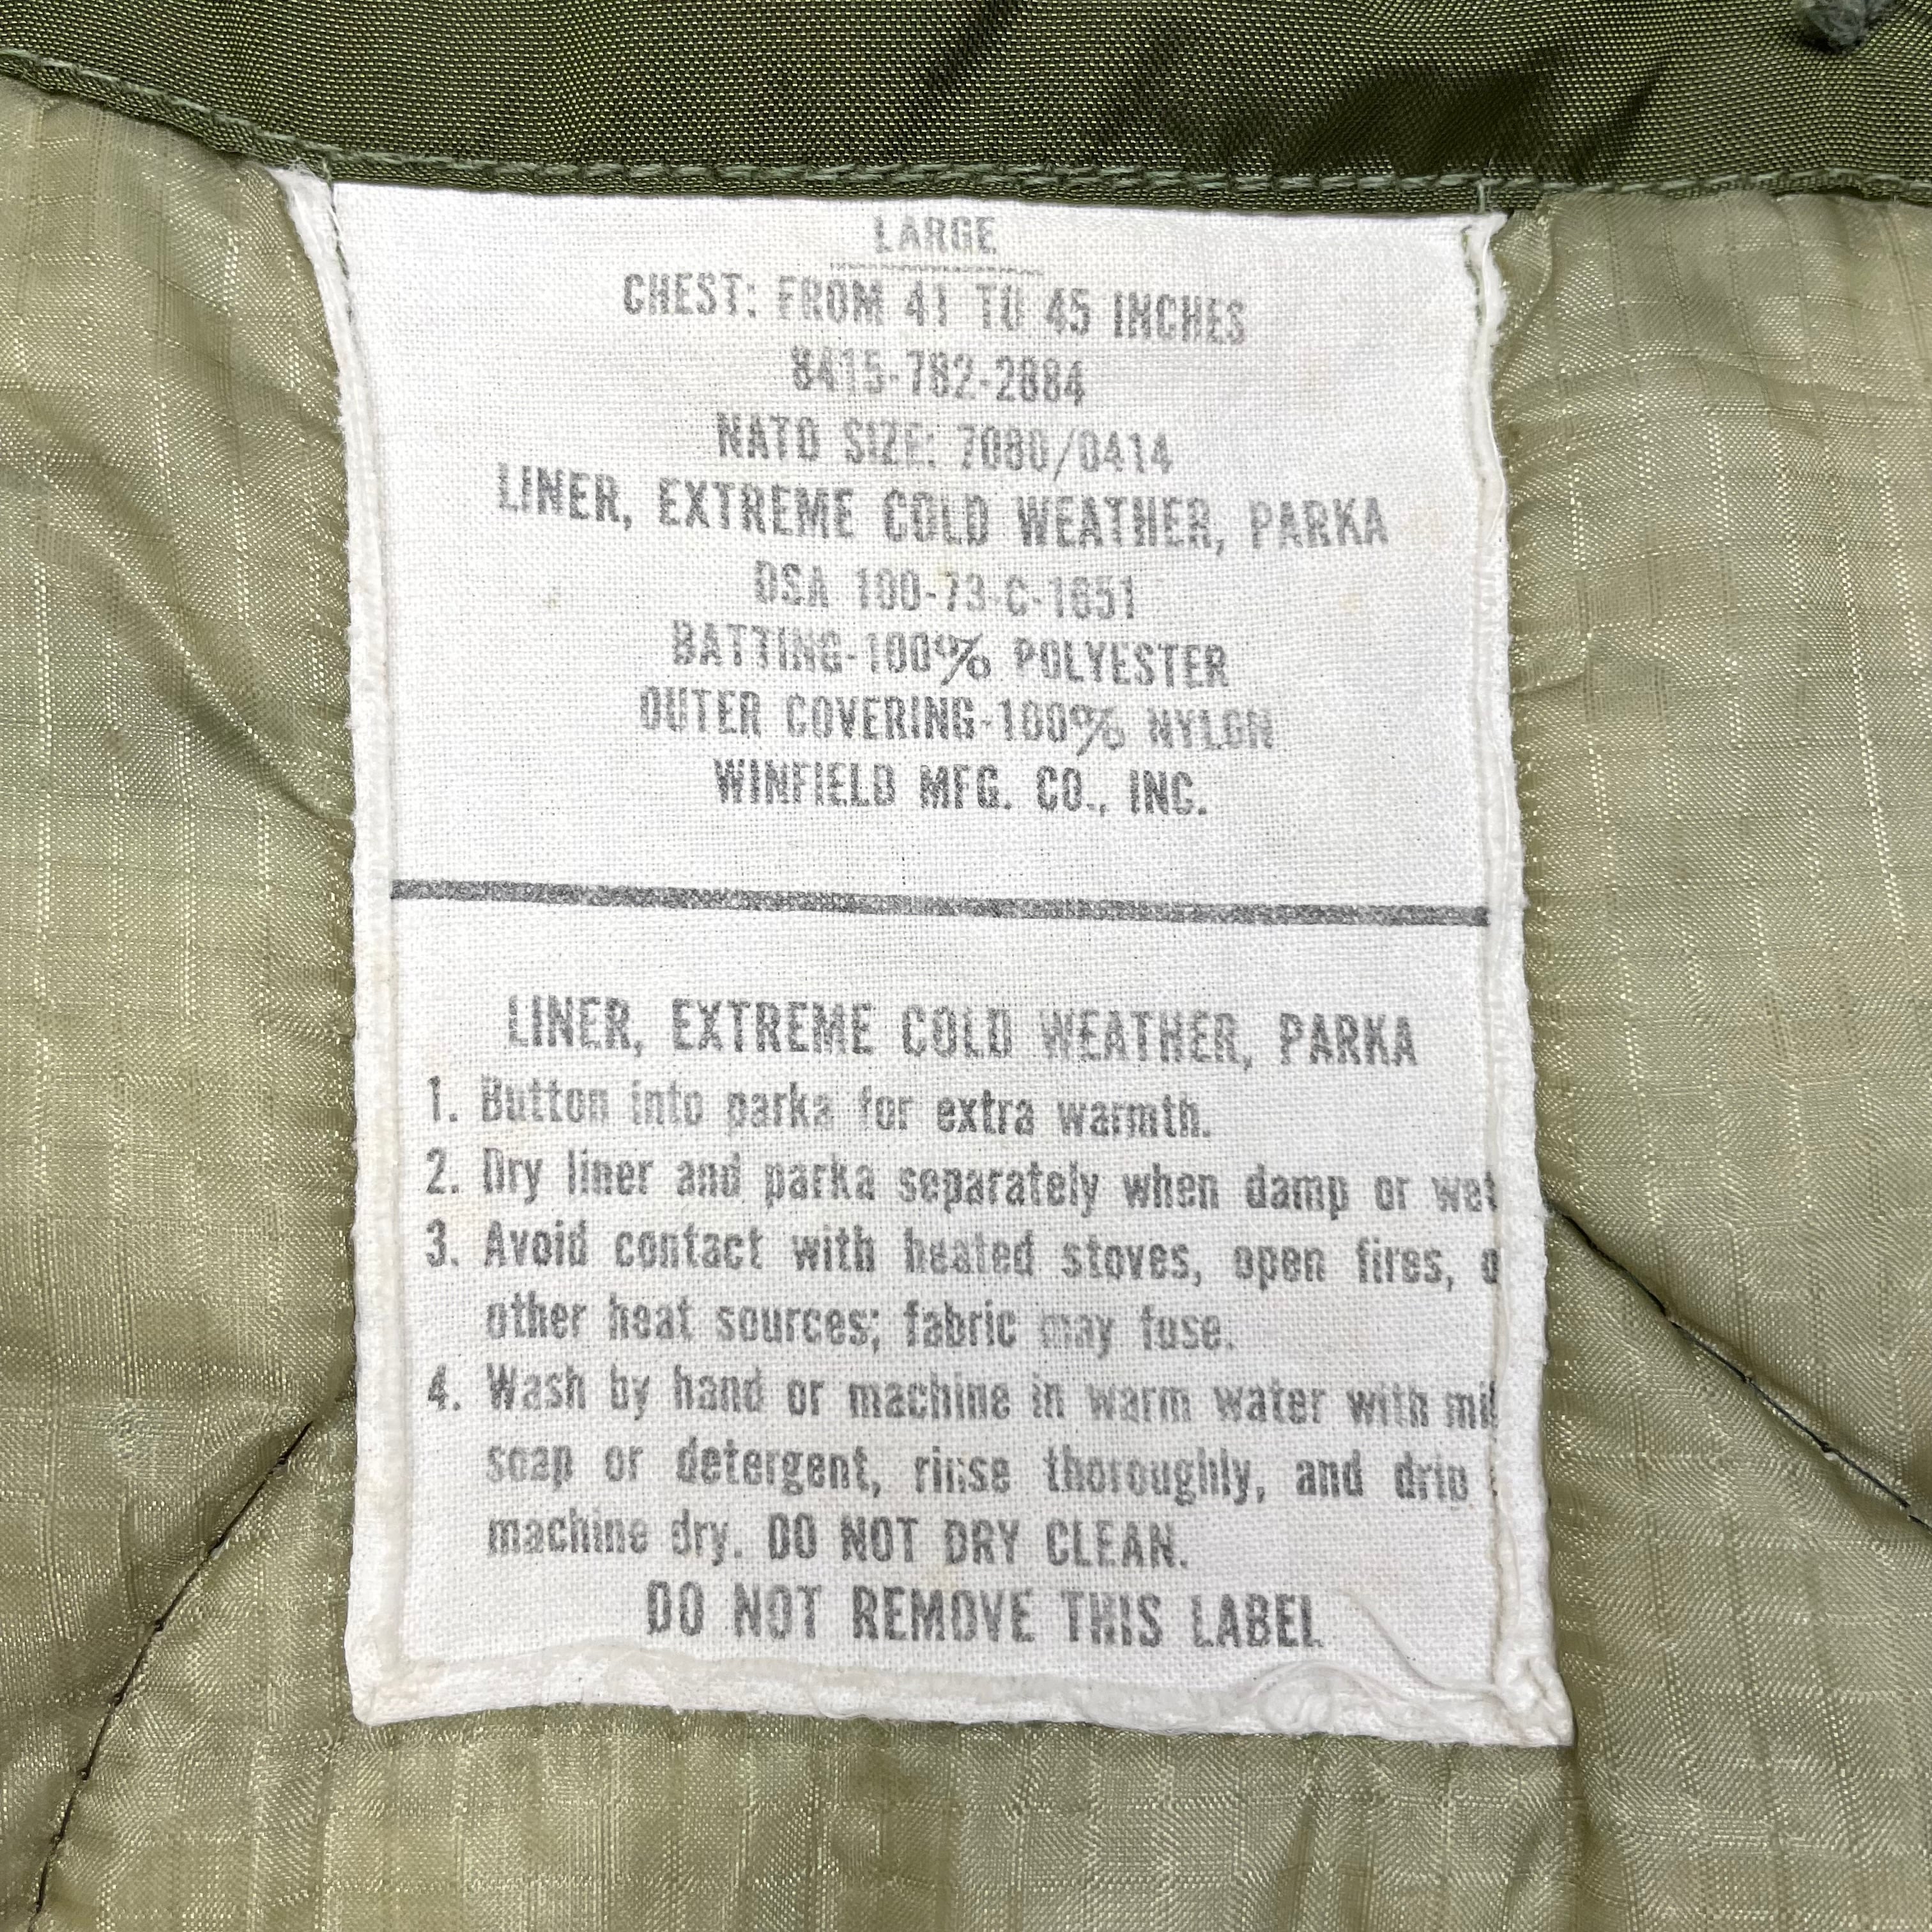 LARGE
CHEST: FROM 41 TO 45 INCHES
8415-782-2884
NATO SIZE: 7080/0414
LINER, EXTREME COLD WEATHER, PARKA
DSA 100-73-C-1651
BATTING-100% POLYESTER
OUTER COVERING-100% NYLON
WINFIELD MFG. CO., INC.
LINER, EXTREME COLD WEATHER, PARKA
1. Button into parka for extra warmth.
2. Dry liner and parka separately when damp or wet
3. Avoid contact with heated stoves, open fires, o
other heat sources; fabric may fuse.
4. Wash by hand or machine in warm water with mil
soap or detergent, rinse thoroughly, and drip
machine dry. DO NOT DRY CLEAN.
DO NOT REMOVE THIS LABEL